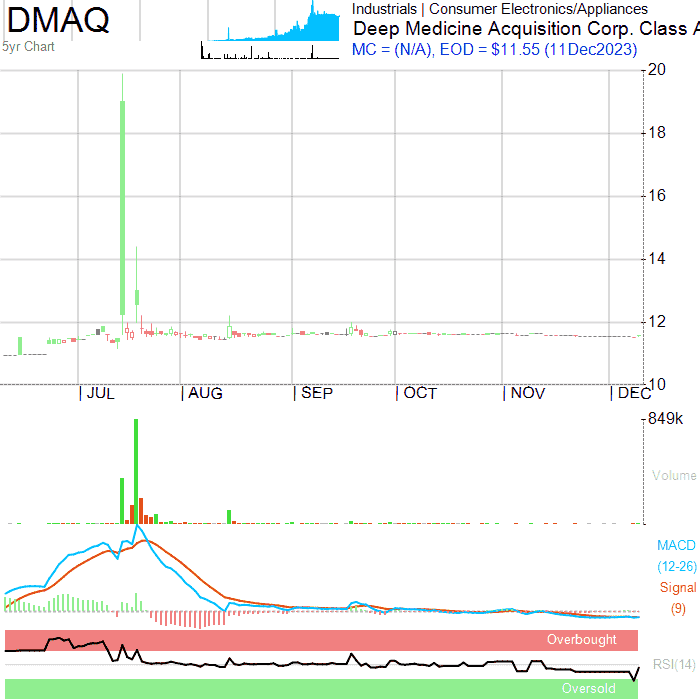 DMAQ
5yr Chart
Industrials | Consumer Electronics/Appliances
Deep Medicine Acquisition Corp. Class A
MC = (N/A), EOD = $11.55 (11Dec2023)
20
18
16
14
12
10
| JUL | AUG | SEP | OCT | NOV | DEC
849k
Volume
MACD
(12-26)
Signal
(9)
Overbought
RSI(14)
Oversold